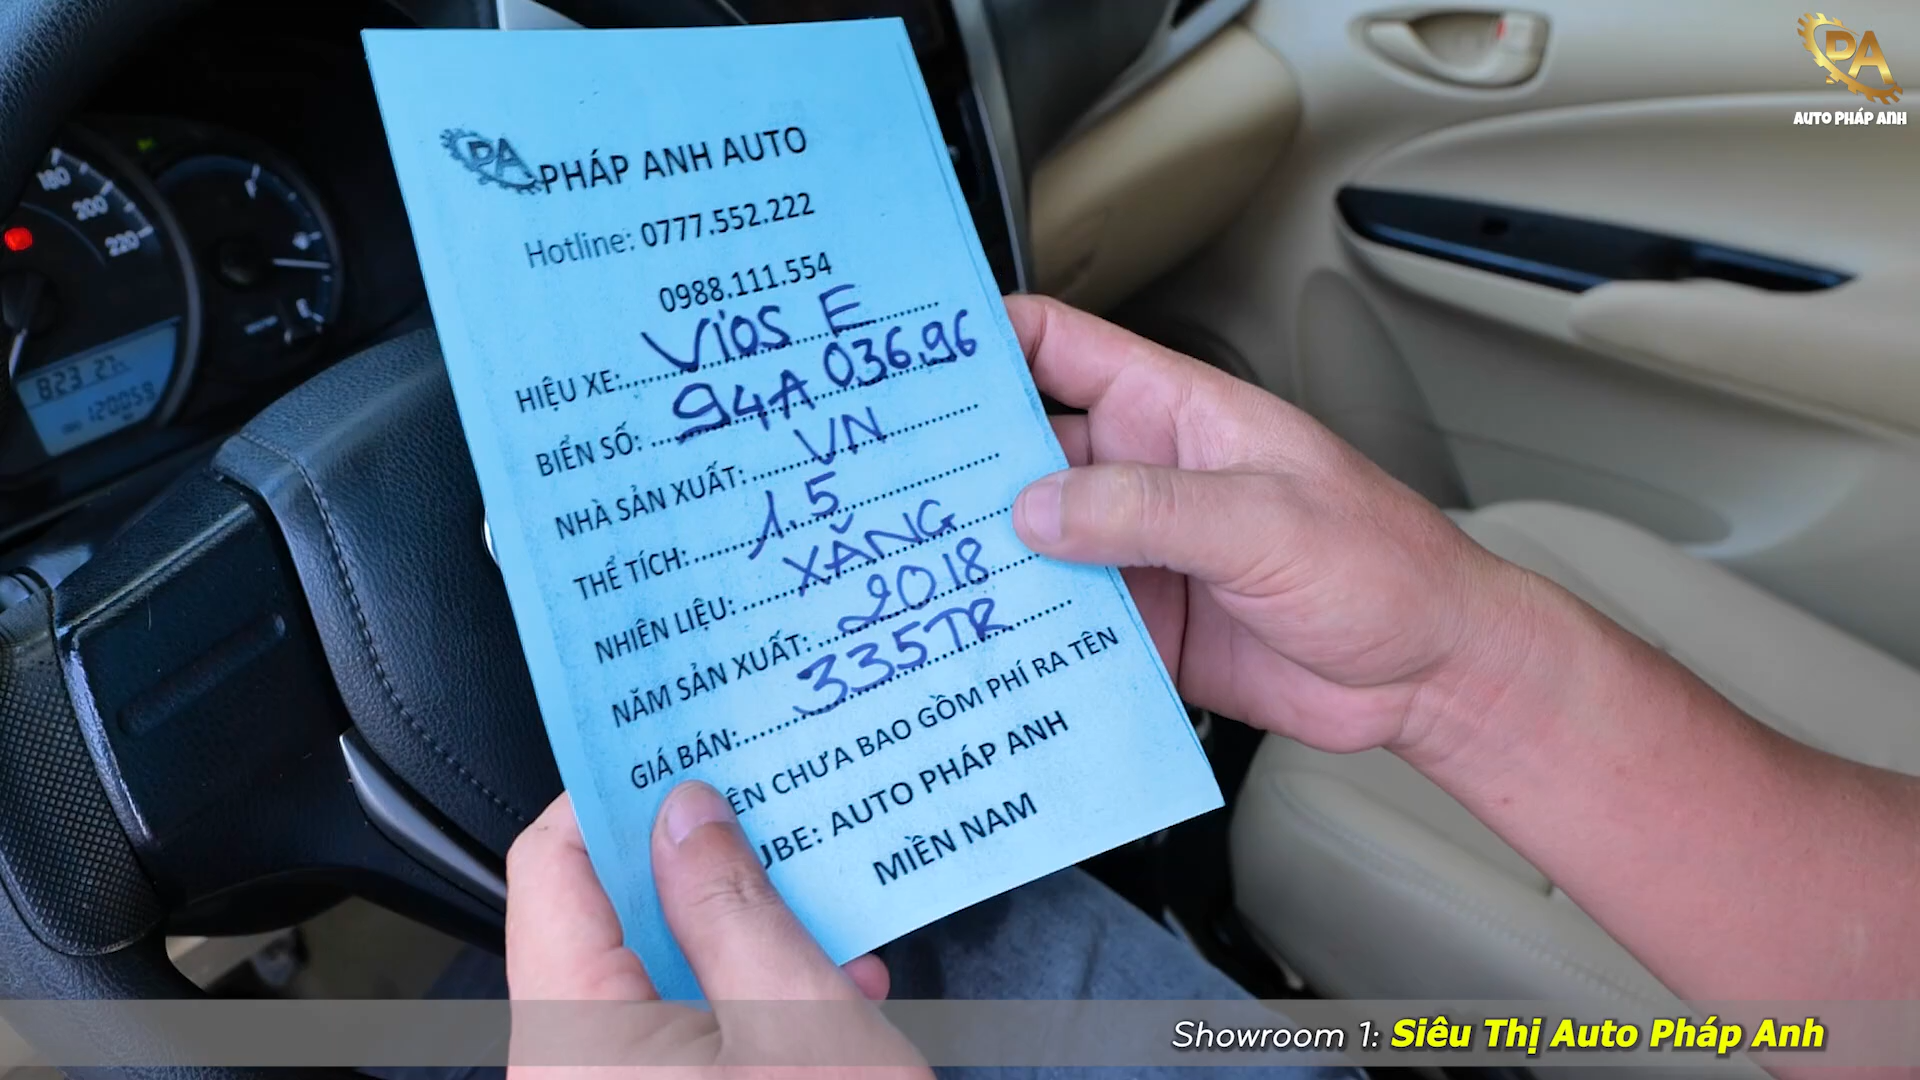 PA
AUTO PHÁP ANH
PA PHÁP ANH AUTO
Hotline: 0777.552.222
0988.111.554
HIỆU XE: VIOS E
BIỂN SỐ: 94A 036.96
NHÀ SẢN XUẤT: VN
THỂ TÍCH: 1.5
NHIÊN LIỆU: XĂNG
NĂM SẢN XUẤT: 2018
GIÁ BÁN: 335TR
CHƯA BAO GỒM PHÍ RA TÊN
AUTO PHÁP ANH
MIỀN NAM
180
200
220
F
E
120059
Showroom 1: Siêu Thị Auto Pháp Anh